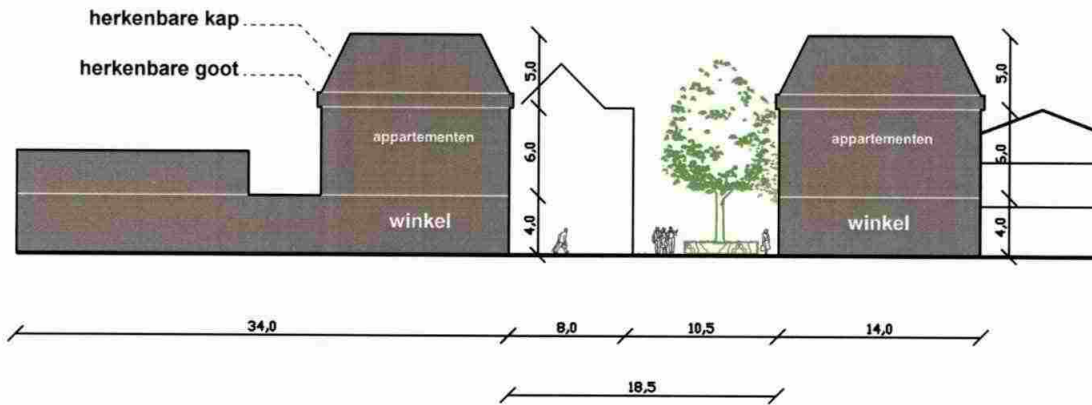 herkenbare kap
herkenbare goot
appartementen
winkel
5,0
6,0
4,0
appartementen
winkel
5,0
6,0
4,0
34,0
8,0
10,5
14,0
18,5